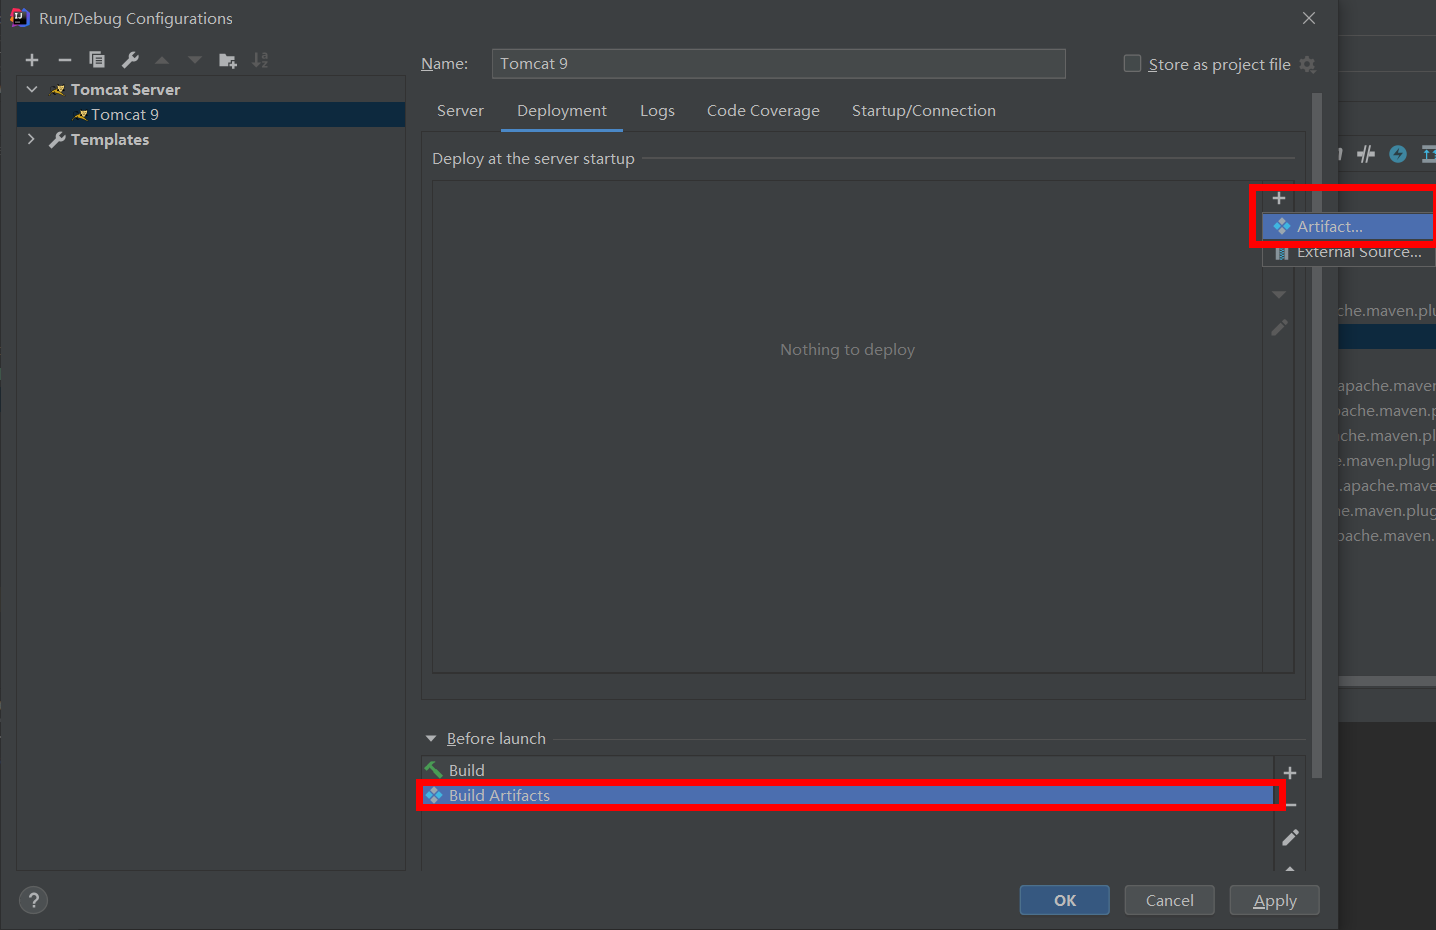 Run/Debug Configurations
Name: Tomcat 9 Store as project file
Tomcat Server
Tomcat 9
Templates
Server Deployment Logs Code Coverage Startup/Connection
Deploy at the server startup
Artifact...
External Source...
Nothing to deploy
che.maven.plu
apache.maven
ache.maven.p
che.maven.pl
e.maven.plugi
.apache.mave
he.maven.plug
pache.maven.
Before launch
Build
Build Artifacts
? OK Cancel Apply